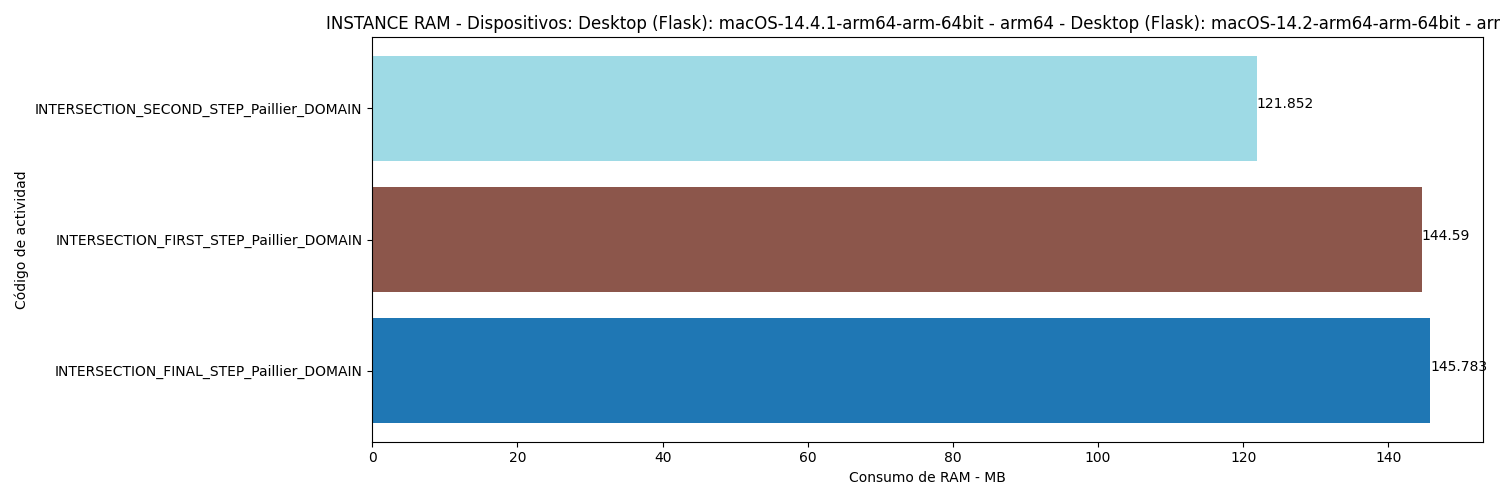 INSTANCE RAM - Dispositivos: Desktop (Flask): macOS-14.4.1-arm64-arm-64bit - arm64 - Desktop (Flask): macOS-14.2-arm64-arm-64bit - arr
INTERSECTION_SECOND_STEP_Paillier_DOMAIN
121.852
INTERSECTION_FIRST_STEP_Paillier_DOMAIN
144.59
INTERSECTION_FINAL_STEP_Paillier_DOMAIN
145.783
Código de actividad
0 20 40 60 80 100 120 140
Consumo de RAM - MB